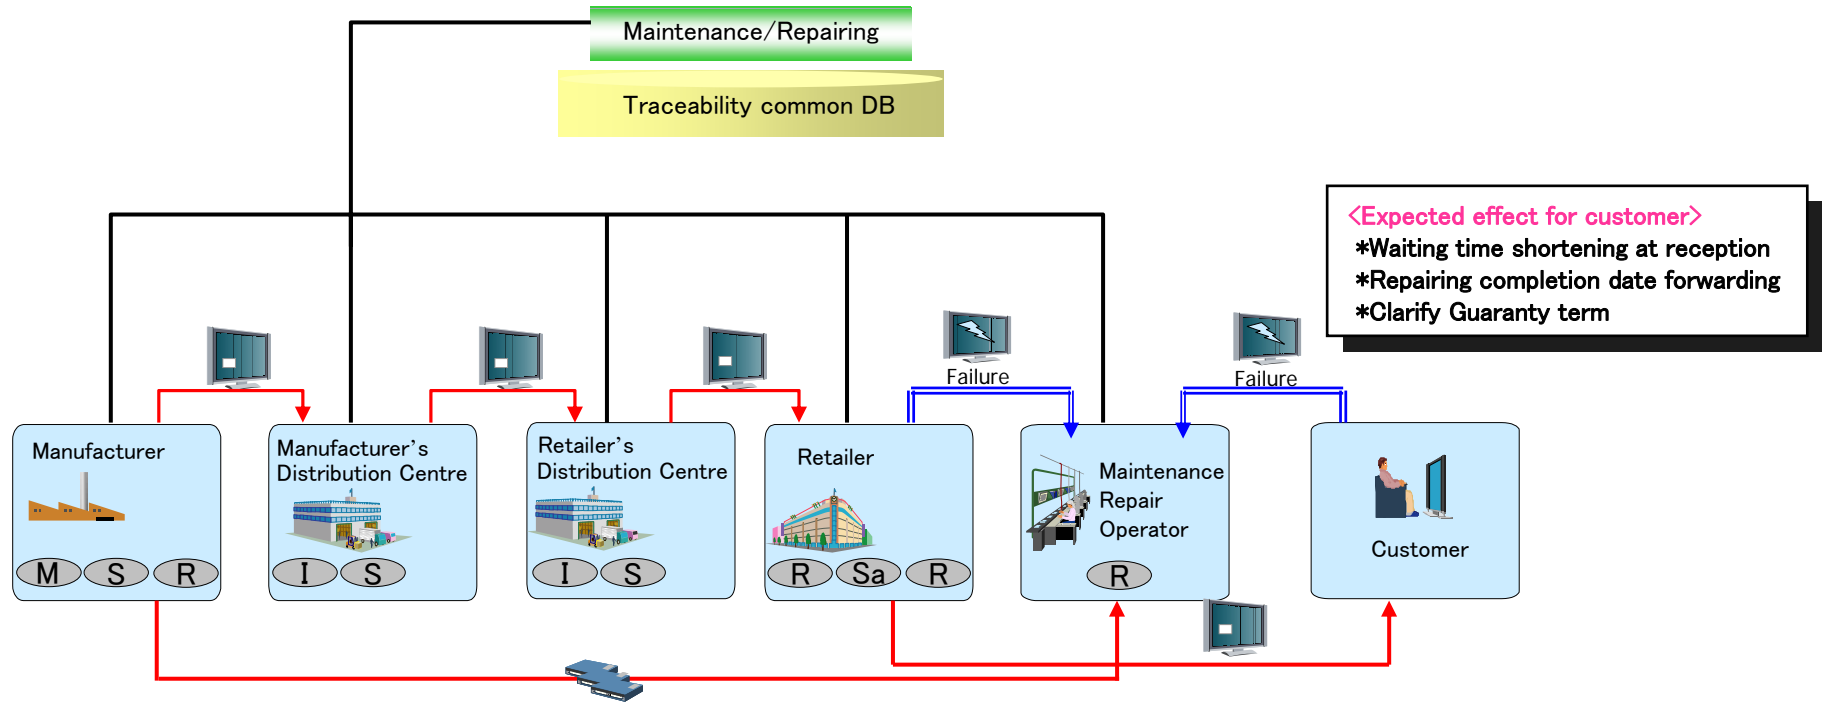 Maintenance/Repairing
Traceability common DB
<Expected effect for customer>
*Waiting time shortening at reception
*Repairing completion date forwarding
*Clarify Guaranty term
Failure
Failure
Manufacturer
M S R
Manufacturer's
Distribution Centre
I S
Retailer's
Distribution Centre
I S
Retailer
R Sa R
Maintenance
Repair
Operator
R
Customer